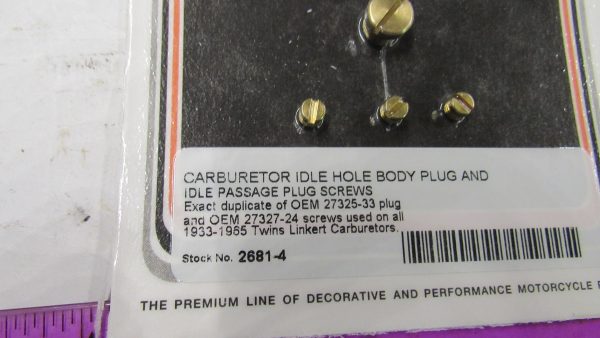 CARBURETOR IDLE HOLE BODY PLUG AND
IDLE PASSAGE PLUG SCREWS
Exact duplicate of OEM 27325-33 plug
and OEM 27327-24 screws used on all
1933-1965 Twins Linkert Carburetors.
Stock No. 2681-4
THE PREMIUM LINE OF DECORATIVE AND PERFORMANCE MOTORCYCLE